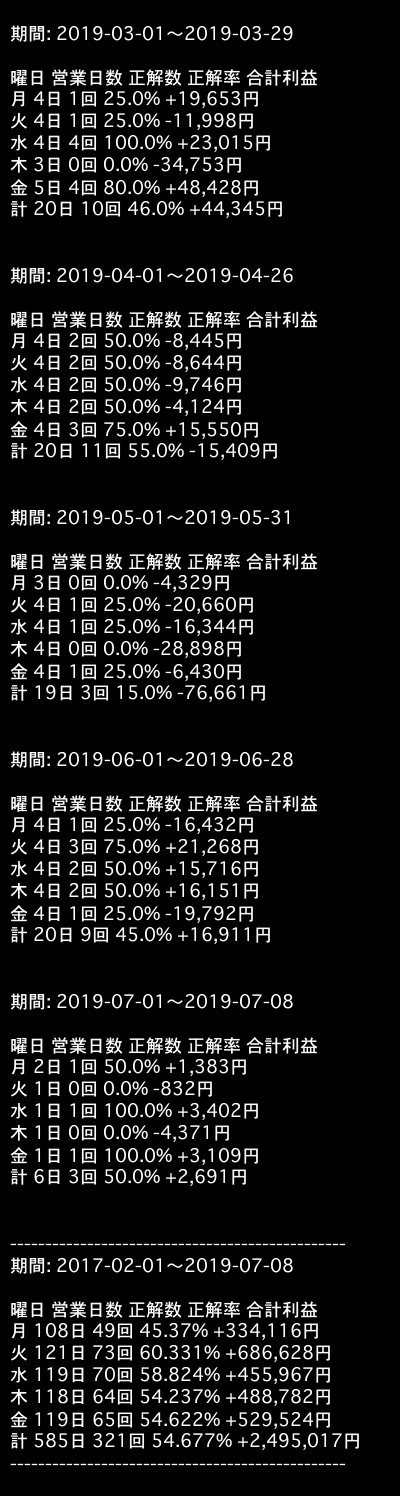 期間: 2019-03-01〜2019-03-29
曜日 営業日数 正解数 正解率 合計利益
月 4日 1回 25.0% +19,653円
火 4日 1回 25.0% -11,998円
水 4日 4回 100.0% +23,015円
木 3日 0回 0.0% -34,753円
金 5日 4回 80.0% +48,428円
計 20日 10回 46.0% +44,345円
期間: 2019-04-01〜2019-04-26
曜日 営業日数 正解数 正解率 合計利益
月 4日 2回 50.0% -8,445円
火 4日 2回 50.0% -8,644円
水 4日 2回 50.0% -9,746円
木 4日 2回 50.0% -4,124円
金 4日 3回 75.0% +15,550円
計 20日 11回 55.0% -15,409円
期間: 2019-05-01〜2019-05-31
曜日 営業日数 正解数 正解率 合計利益
月 3日 0回 0.0% -4,329円
火 4日 1回 25.0% -20,660円
水 4日 1回 25.0% -16,344円
木 4日 0回 0.0% -28,898円
金 4日 1回 25.0% -6,430円
計 19日 3回 15.0% -76,661円
期間: 2019-06-01〜2019-06-28
曜日 営業日数 正解数 正解率 合計利益
月 4日 1回 25.0% -16,432円
火 4日 3回 75.0% +21,268円
水 4日 2回 50.0% +15,716円
木 4日 2回 50.0% +16,151円
金 4日 1回 25.0% -19,792円
計 20日 9回 45.0% +16,911円
期間: 2019-07-01〜2019-07-08
曜日 営業日数 正解数 正解率 合計利益
月 2日 1回 50.0% +1,383円
火 1日 0回 0.0% -832円
水 1日 1回 100.0% +3,402円
木 1日 0回 0.0% -4,371円
金 1日 1回 100.0% +3,109円
計 6日 3回 50.0% +2,691円
------------------------------------------------
期間: 2017-02-01〜2019-07-08
曜日 営業日数 正解数 正解率 合計利益
月 108日 49回 45.37% +334,116円
火 121日 73回 60.331% +686,628円
水 119日 70回 58.824% +455,967円
木 118日 64回 54.237% +488,782円
金 119日 65回 54.622% +529,524円
計 585日 321回 54.677% +2,495,017円
------------------------------------------------